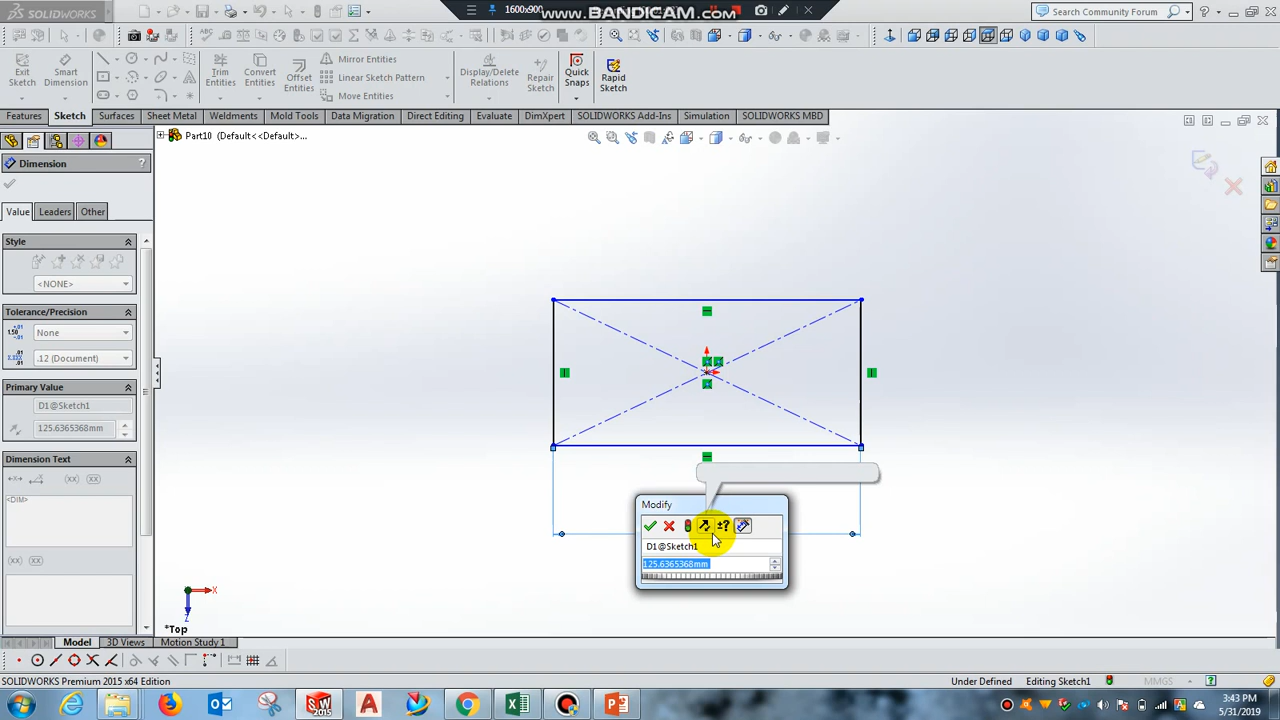 SOLIDWORKS
1600x900
www.BANDICAM.com
Search Community Forum
Exit Sketch
Smart Dimension
Trim Entities
Convert Entities
Offset Entities
Mirror Entities
Linear Sketch Pattern
Move Entities
Display/Delete Relations
Repair Sketch
Quick Snaps
Rapid Sketch
Features
Sketch
Surfaces
Sheet Metal
Weldments
Mold Tools
Data Migration
Direct Editing
Evaluate
DimXpert
SOLIDWORKS Add-Ins
Simulation
SOLIDWORKS MBD
Part10 (Default<<Default>...
Dimension
?
Value
Leaders
Other
Style
<NONE>
Tolerance/Precision
None
.12 (Document)
Primary Value
D1@Sketch1
125.6365368mm
Dimension Text
(xx) (xx)
<DIM>
Modify
±?
D1@Sketch1
125.6365368mm
X
Z
*Top
Model
3D Views
Motion Study 1
SOLIDWORKS Premium 2015 x64 Edition
Under Defined
Editing Sketch1
MMGS
3:43 PM
5/31/2019